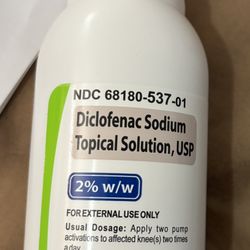 NDC 68180-537-01
Diclofenac Sodium
Topical Solution, USP
2% w/w
FOR EXTERNAL USE ONLY
Usual Dosage: Apply two pump
activations to affected knee(s) two times
a day.